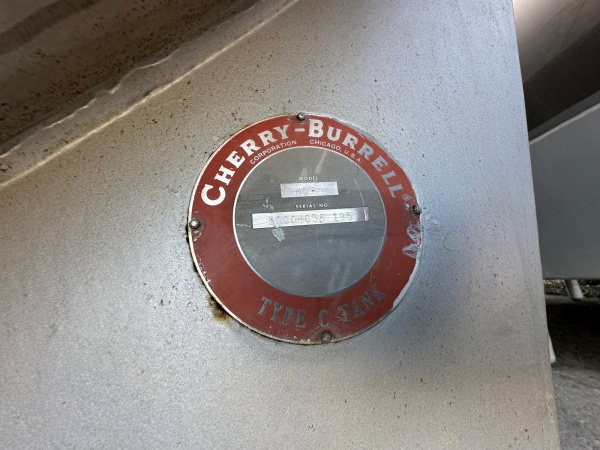 CHERRY-BURRELL
CORPORATION CHICAGO, U.S.A.
MODEL
SERIAL NO.
TYPE C TANK